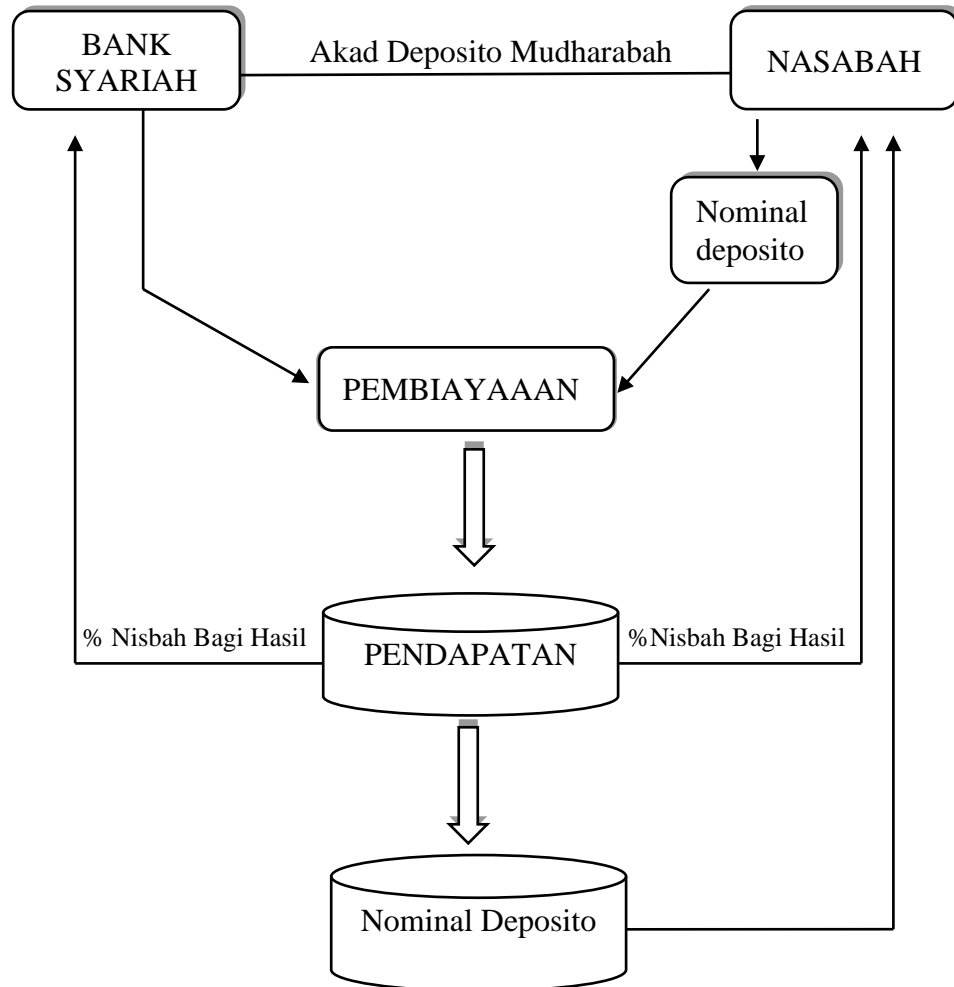 BANK
SYARIAH
Akad Deposito Mudharabah
NASABAH
Nominal
deposito
PEMBIAYAAAN
% Nisbah Bagi Hasil
PENDAPATAN
%Nisbah Bagi Hasil
Nominal Deposito